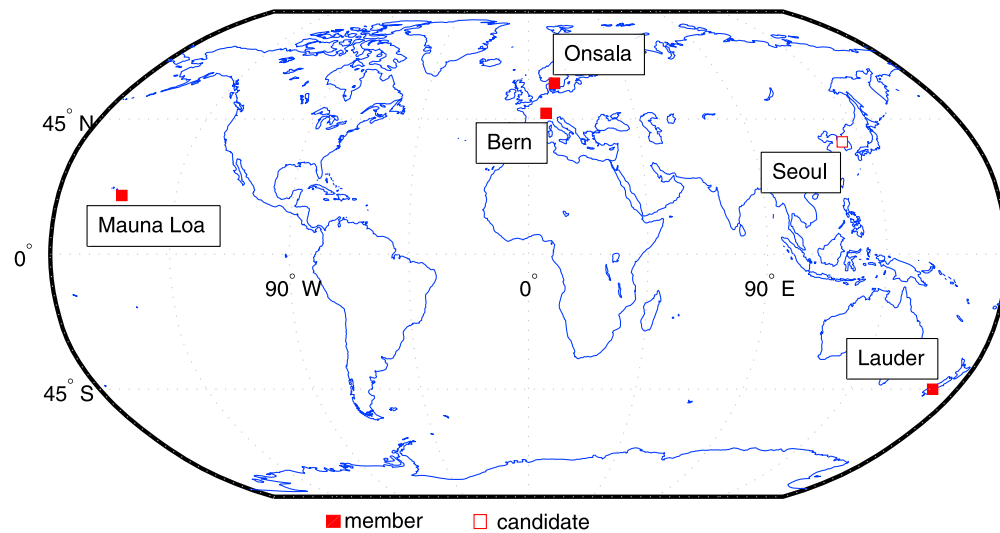 Onsala
45° N
Bern
Seoul
Mauna Loa
0°
90° W
0°
90° E
Lauder
45° S
member
candidate